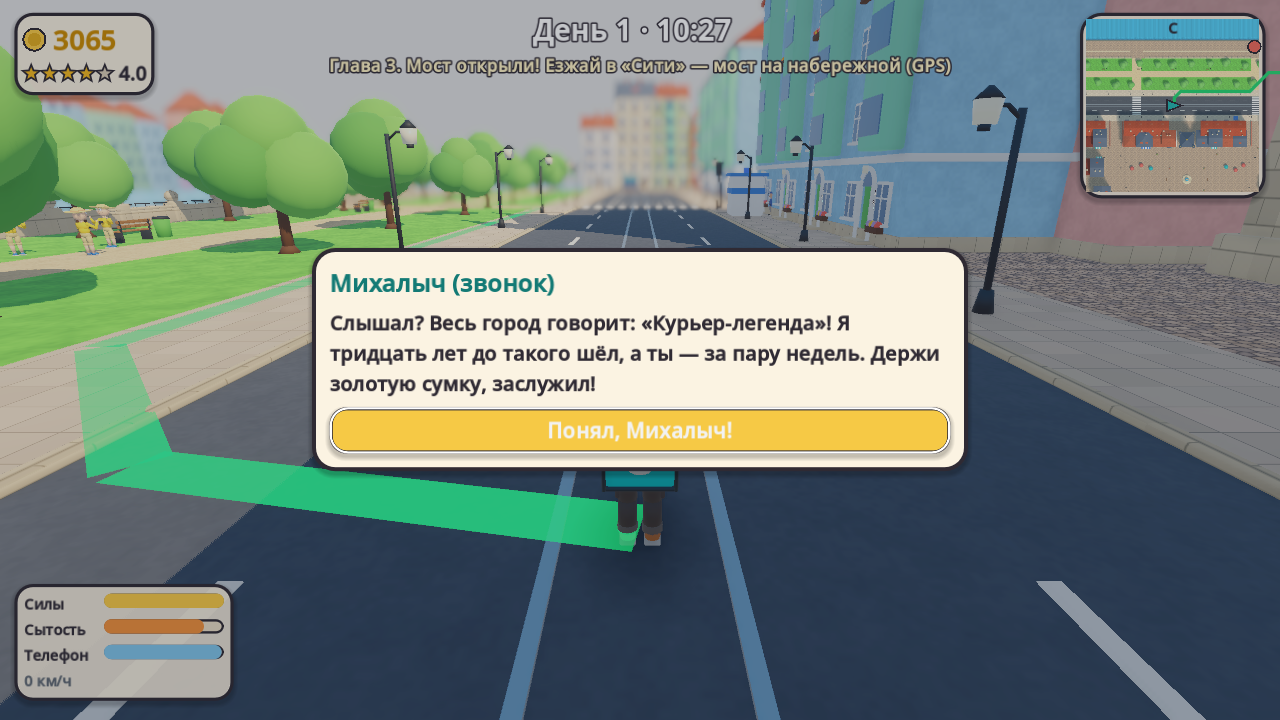 3065
4.0
День 1 · 10:27
Глава 3. Мост открыли! Езжай в «Сити» — мост на набережной (GPS)
С
Михалыч (звонок)
Слышал? Весь город говорит: «Курьер-легенда»! Я
тридцать лет до такого шёл, а ты — за пару недель. Держи
золотую сумку, заслужил!
Понял, Михалыч!
Силы
Сытость
Телефон
0 км/ч